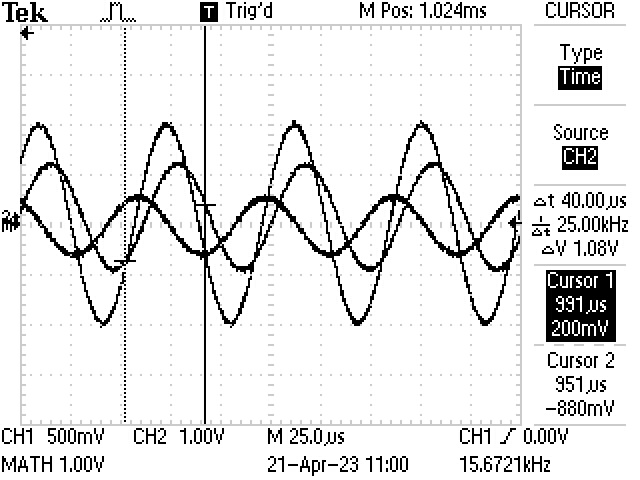 Tek T Trig'd M Pos: 1.024ms CURSOR
Type
Time
Source
CH2
Δt 40.00µs
1/Δt 25.00kHz
ΔV 1.08V
Cursor 1
991µs
200mV
Cursor 2
951µs
-880mV
CH1 500mV CH2 1.00V M 25.0µs CH1 / 0.00V
MATH 1.00V 21-Apr-23 11:00 15.6721kHz